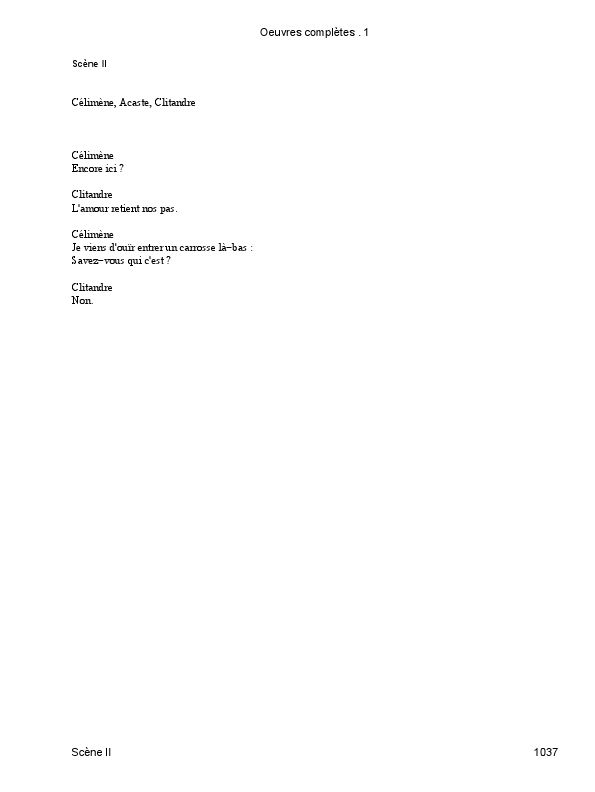 Oeuvres complètes . 1
Scène II
Célimène, Acaste, Clitandre
Célimène
Encore ici ?
Clitandre
L'amour retient nos pas.
Célimène
Je viens d'ouïr entrer un carrosse là−bas :
Savez−vous qui c'est ?
Clitandre
Non.
Scène II
1037